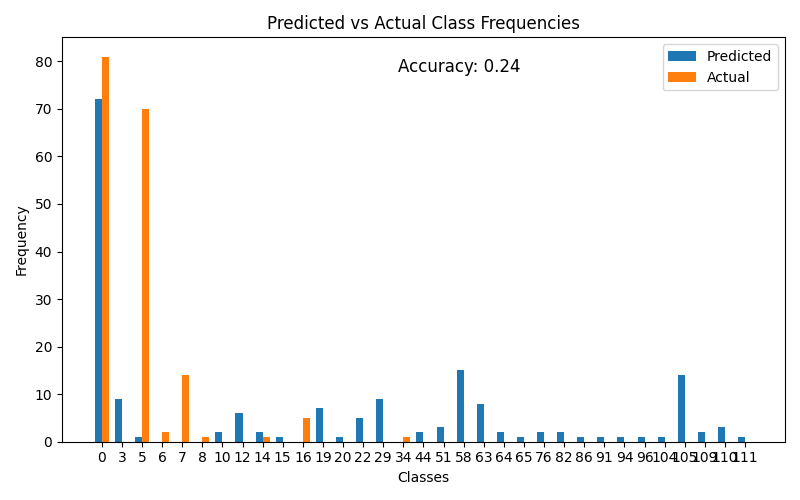 Predicted vs Actual Class Frequencies
Accuracy: 0.24
Predicted
Actual
Frequency
80
70
60
50
40
30
20
10
0
0 3 5 6 7 8 10 12 14 15 16 19 20 22 29 34 44 51 58 63 64 65 76 82 86 91 94 96 104 105 109 110 111
Classes